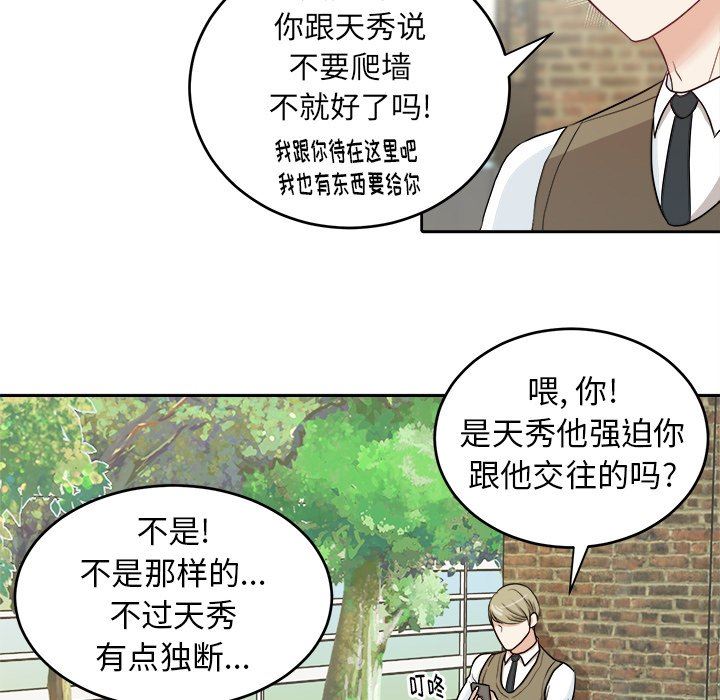 你跟天秀说
不要爬墙
不就好了吗!
我跟你待在这里吧
我也有东西要给你
喂, 你!
是天秀他强迫你
跟他交往的吗?
不是!
不是那样的...
不过天秀
有点独断...
叮咚